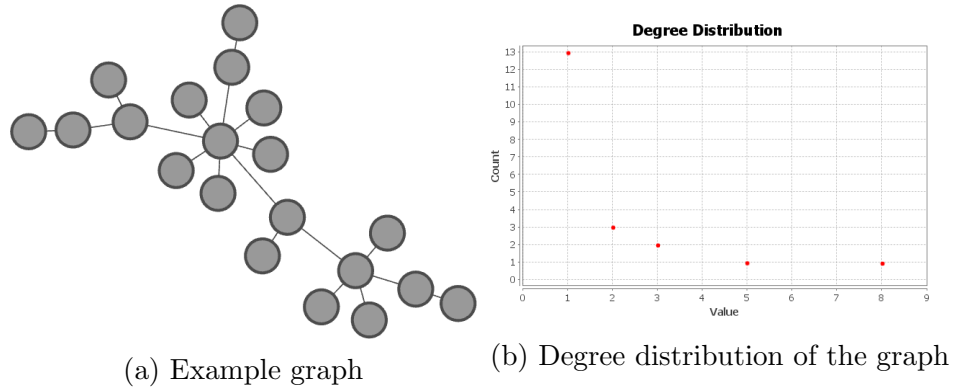 Degree Distribution
13
12
11
10
9
8
7
6
5
4
3
2
1
0
Count
0 1 2 3 4 5 6 7 8 9
Value
(a) Example graph
(b) Degree distribution of the graph